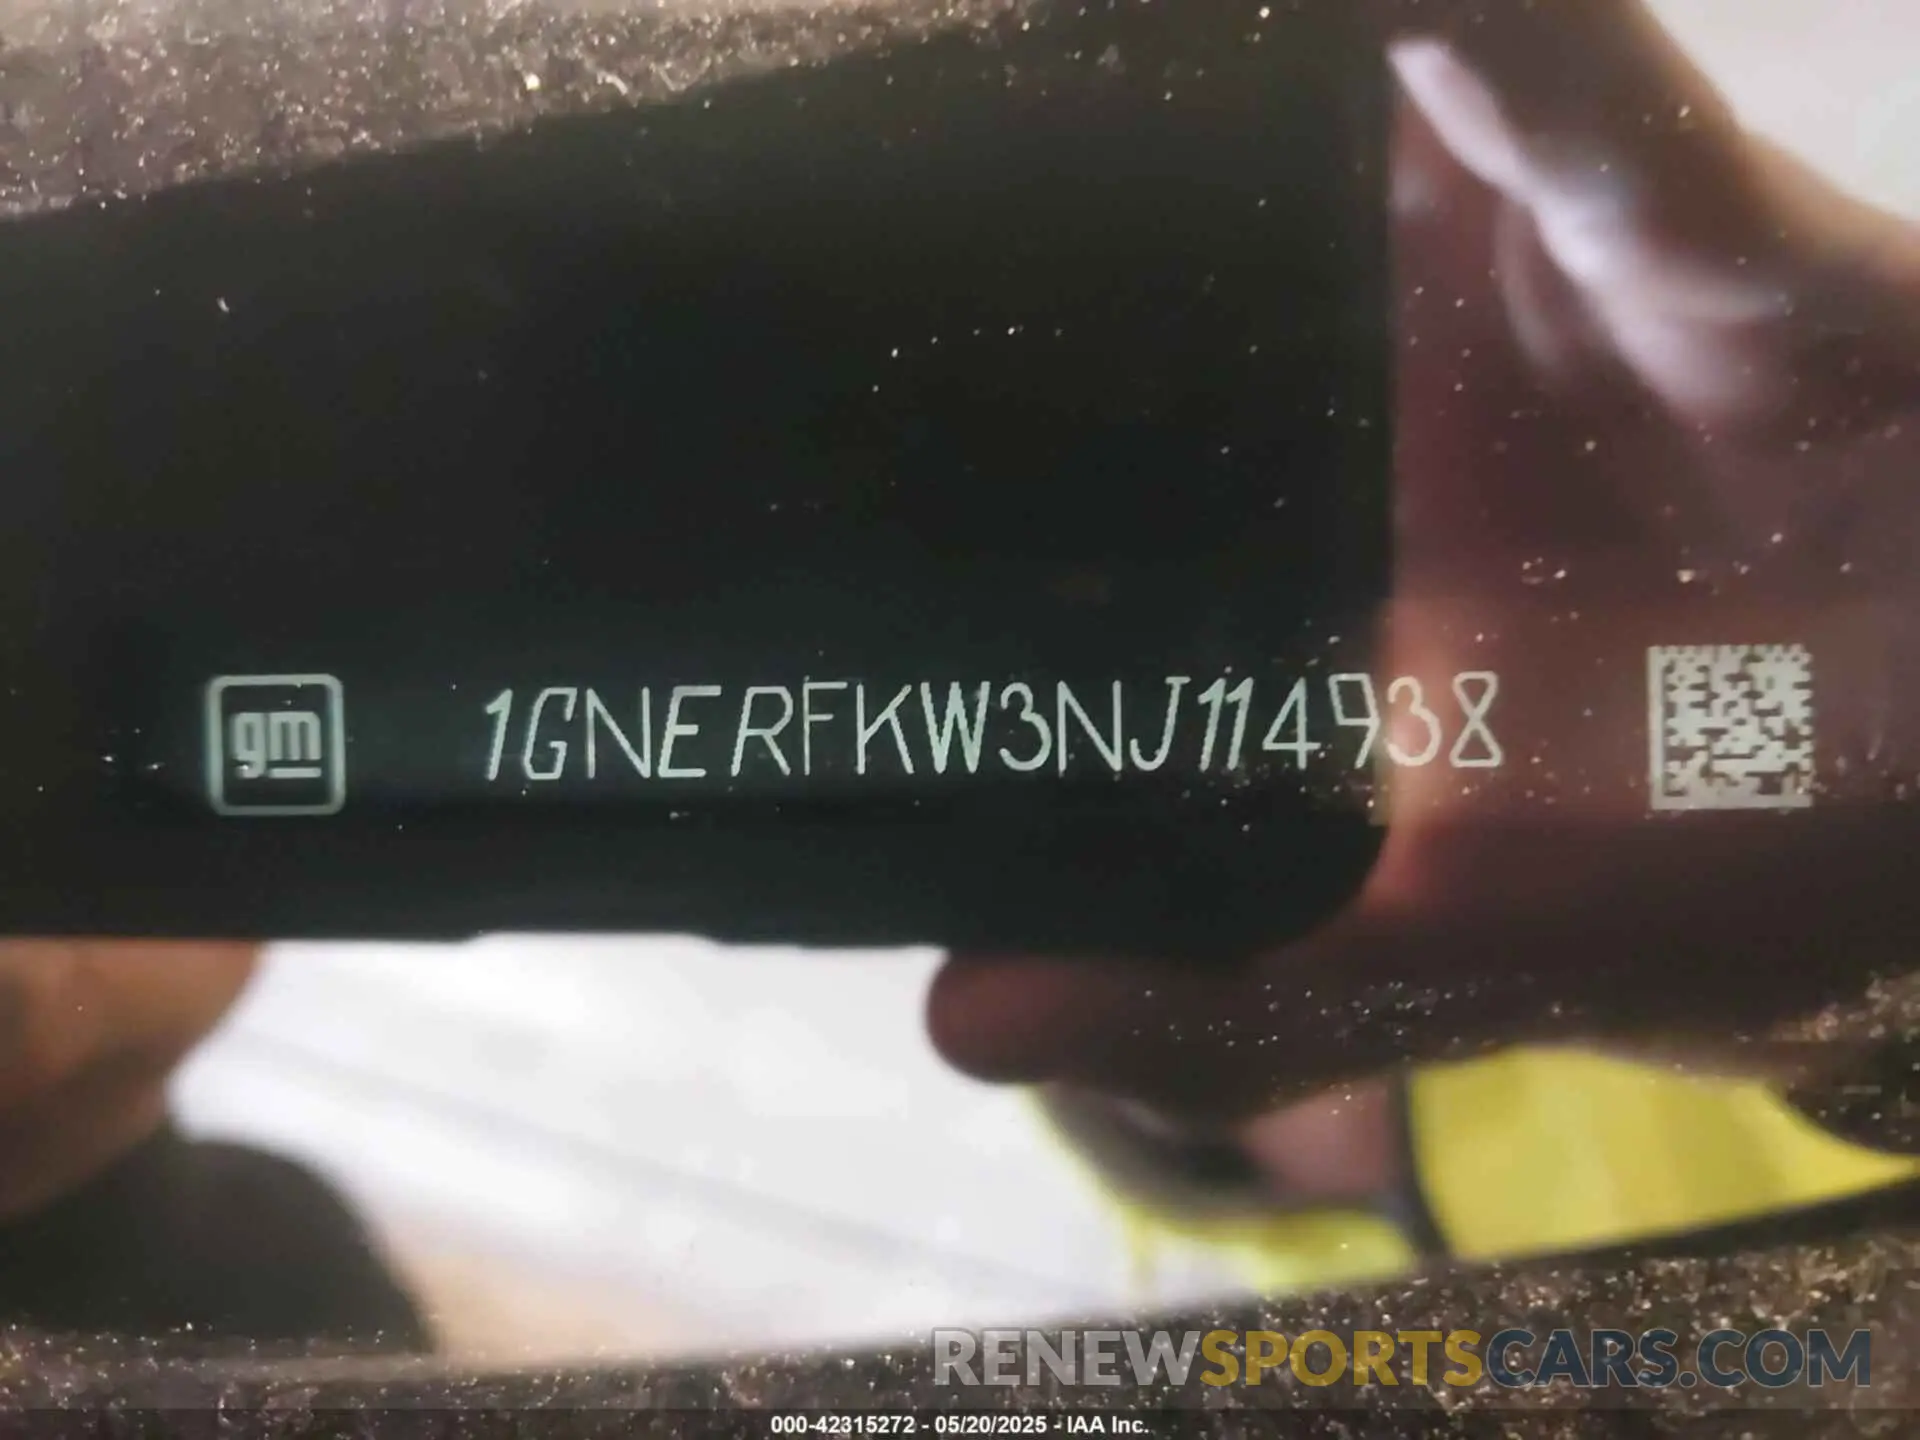 gm 1GNERFKW3NJ114938
RENEWSPORTSCARS.COM
000-42315272 - 05/20/2025 - IAA Inc.